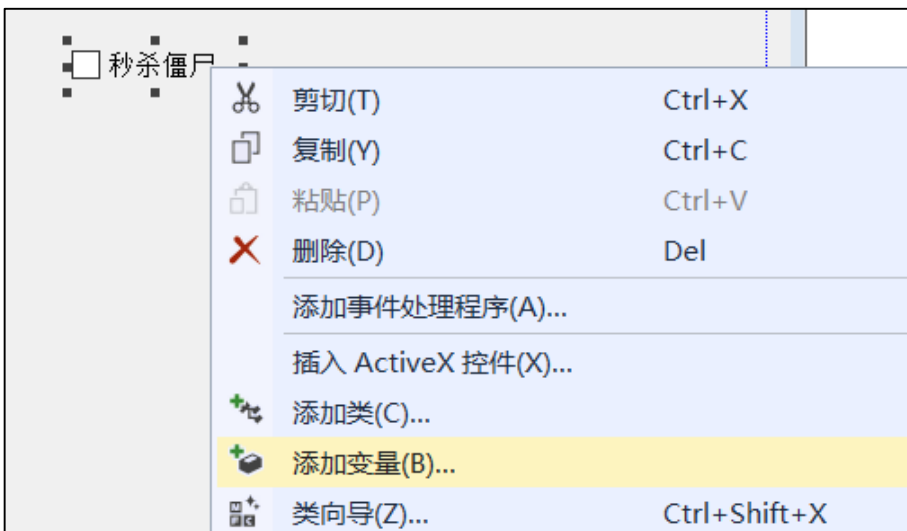 秒杀僵尸
剪切(T) Ctrl+X
复制(Y) Ctrl+C
粘贴(P) Ctrl+V
删除(D) Del
添加事件处理程序(A)...
插入 ActiveX 控件(X)...
添加类(C)...
添加变量(B)...
类向导(Z)... Ctrl+Shift+X